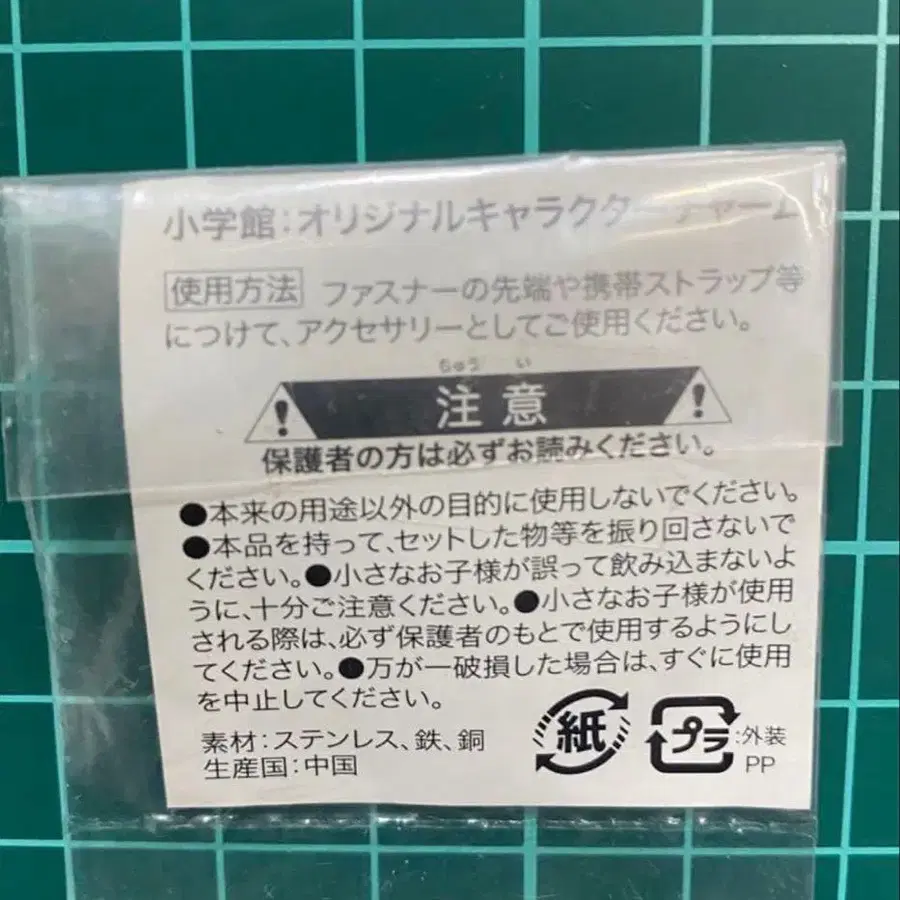 小学館：オリジナルキャラクターチャーム
使用方法 ファスナーの先端や携帯ストラップ等
につけて、アクセサリーとしてご使用ください。
ちゅう い
注意
保護者の方は必ずお読みください。
●本来の用途以外の目的に使用しないでください。
●本品を持って、セットした物等を振り回さないで
ください。●小さなお子様が誤って飲み込まないよ
うに、十分ご注意ください。●小さなお子様が使用
される際は、必ず保護者のもとで使用するようにし
てください。●万が一破損した場合は、すぐに使用
を中止してください。
素材：ステンレス、鉄、銅
生産国：中国
紙
プラ：外装
PP